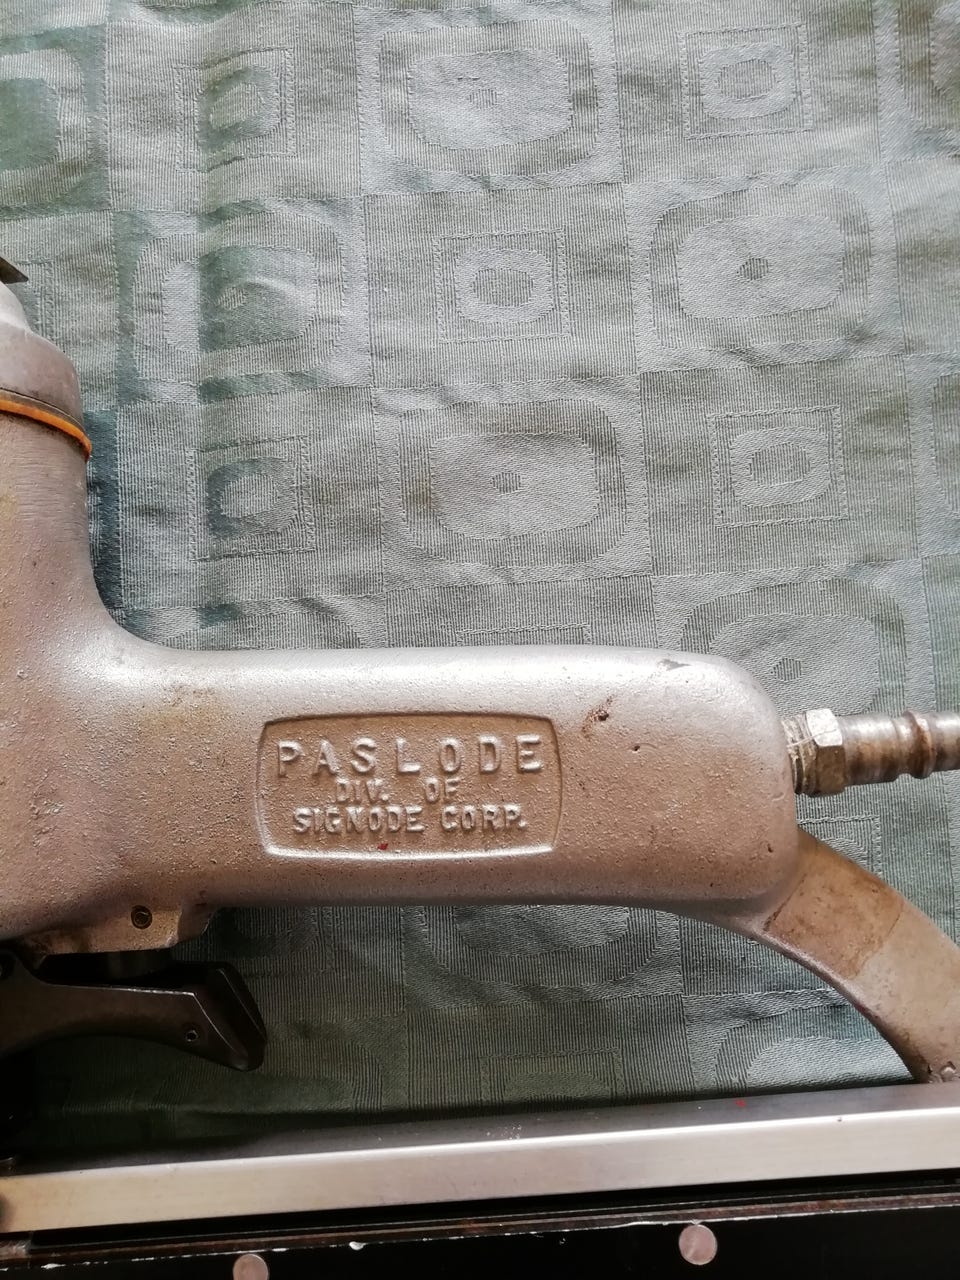 PASLODE
DIV. OF
SIGNODE CORP.